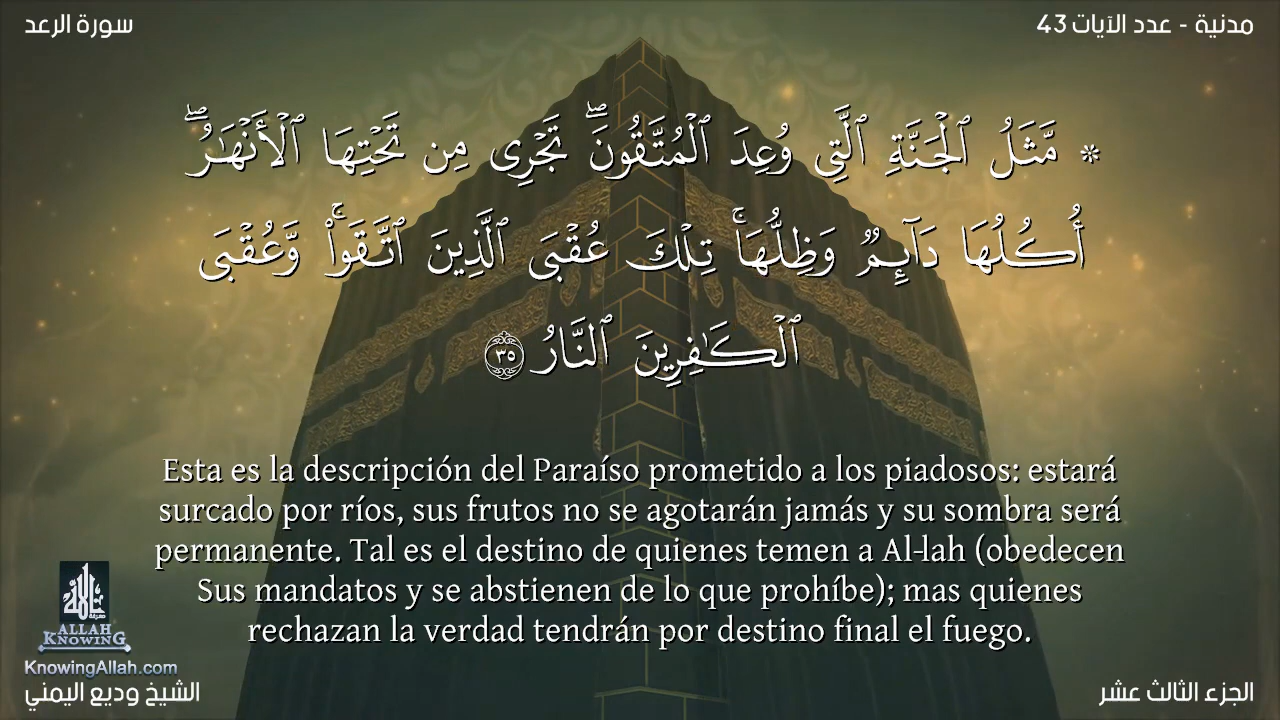 سورة الرعد
مدنية - عدد الآيات 43
۞ مَّثَلُ ٱلْجَنَّةِ ٱلَّتِى وُعِدَ ٱلْمُتَّقُونَ ۖ تَجْرِى مِن تَحْتِهَا ٱلْأَنْهَـٰرُ ۖ
أُكُلُهَا دَآئِمٌ وَظِلُّهَا ۚ تِلْكَ عُقْبَى ٱلَّذِينَ ٱتَّقَوا۟ ۚ وَّعُقْبَى
ٱلْكَـٰفِرِينَ ٱلنَّارُ ٣٥
Esta es la descripción del Paraíso prometido a los piadosos: estará
surcado por ríos, sus frutos no se agotarán jamás y su sombra será
permanente. Tal es el destino de quienes temen a Al-lah (obedecen
Sus mandatos y se abstienen de lo que prohíbe); mas quienes
rechazan la verdad tendrán por destino final el fuego.
ALLAH
KNOWING
KnowingAllah.com
الشيخ وديع اليمني
الجزء الثالث عشر